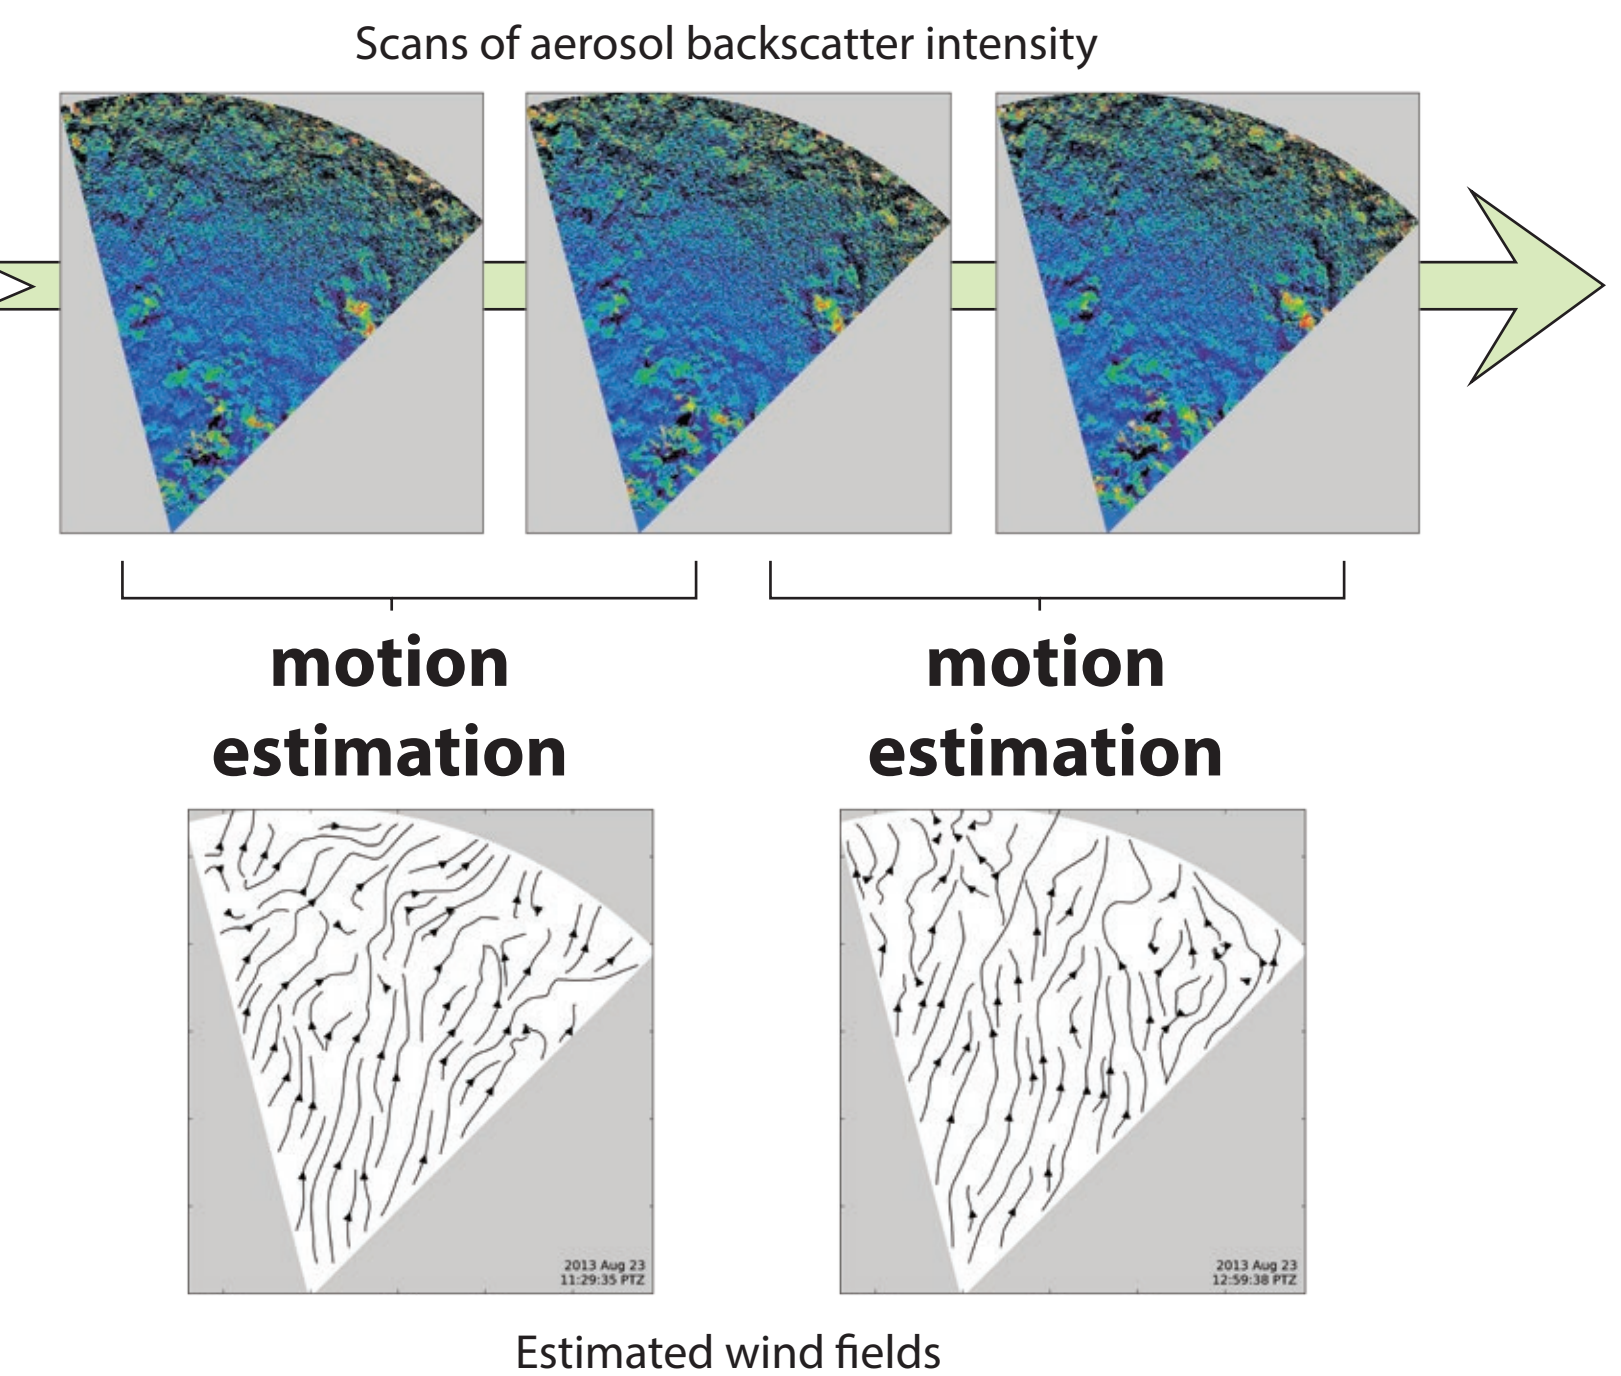 Scans of aerosol backscatter intensity
motion
estimation
motion
estimation
2013 Aug 23
11:29:35 PTZ
2013 Aug 23
12:59:38 PTZ
Estimated wind fields